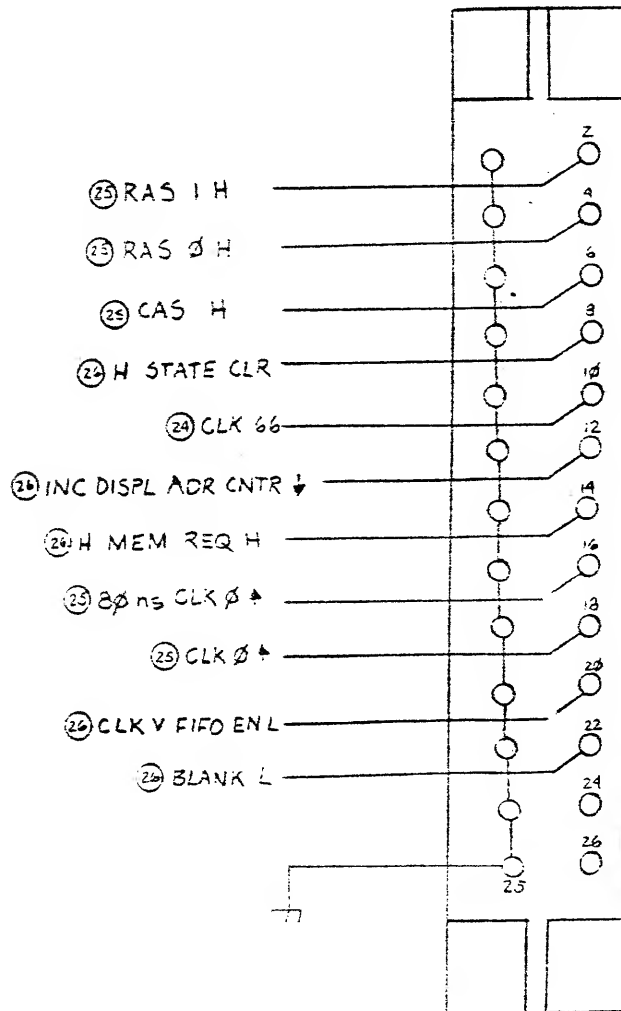 2
25 RAS 1 H
4
25 RAS Ø H
6
25 CAS H
8
26 H STATE CLR
1Ø
24 CLK 66
12
26 INC DISPL ADR CNTR ↓
14
26 H MEM REQ H
16
25 8Ø ns CLK Ø ↑
18
25 CLK Ø ↑
2Ø
26 CLK V FIFO EN L
22
26 BLANK L
24
26
25